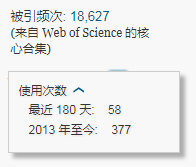 被引频次: 18,627
(来自 Web of Science 的核
心合集)
使用次数
最近 180 天: 58
2013 年至今: 377